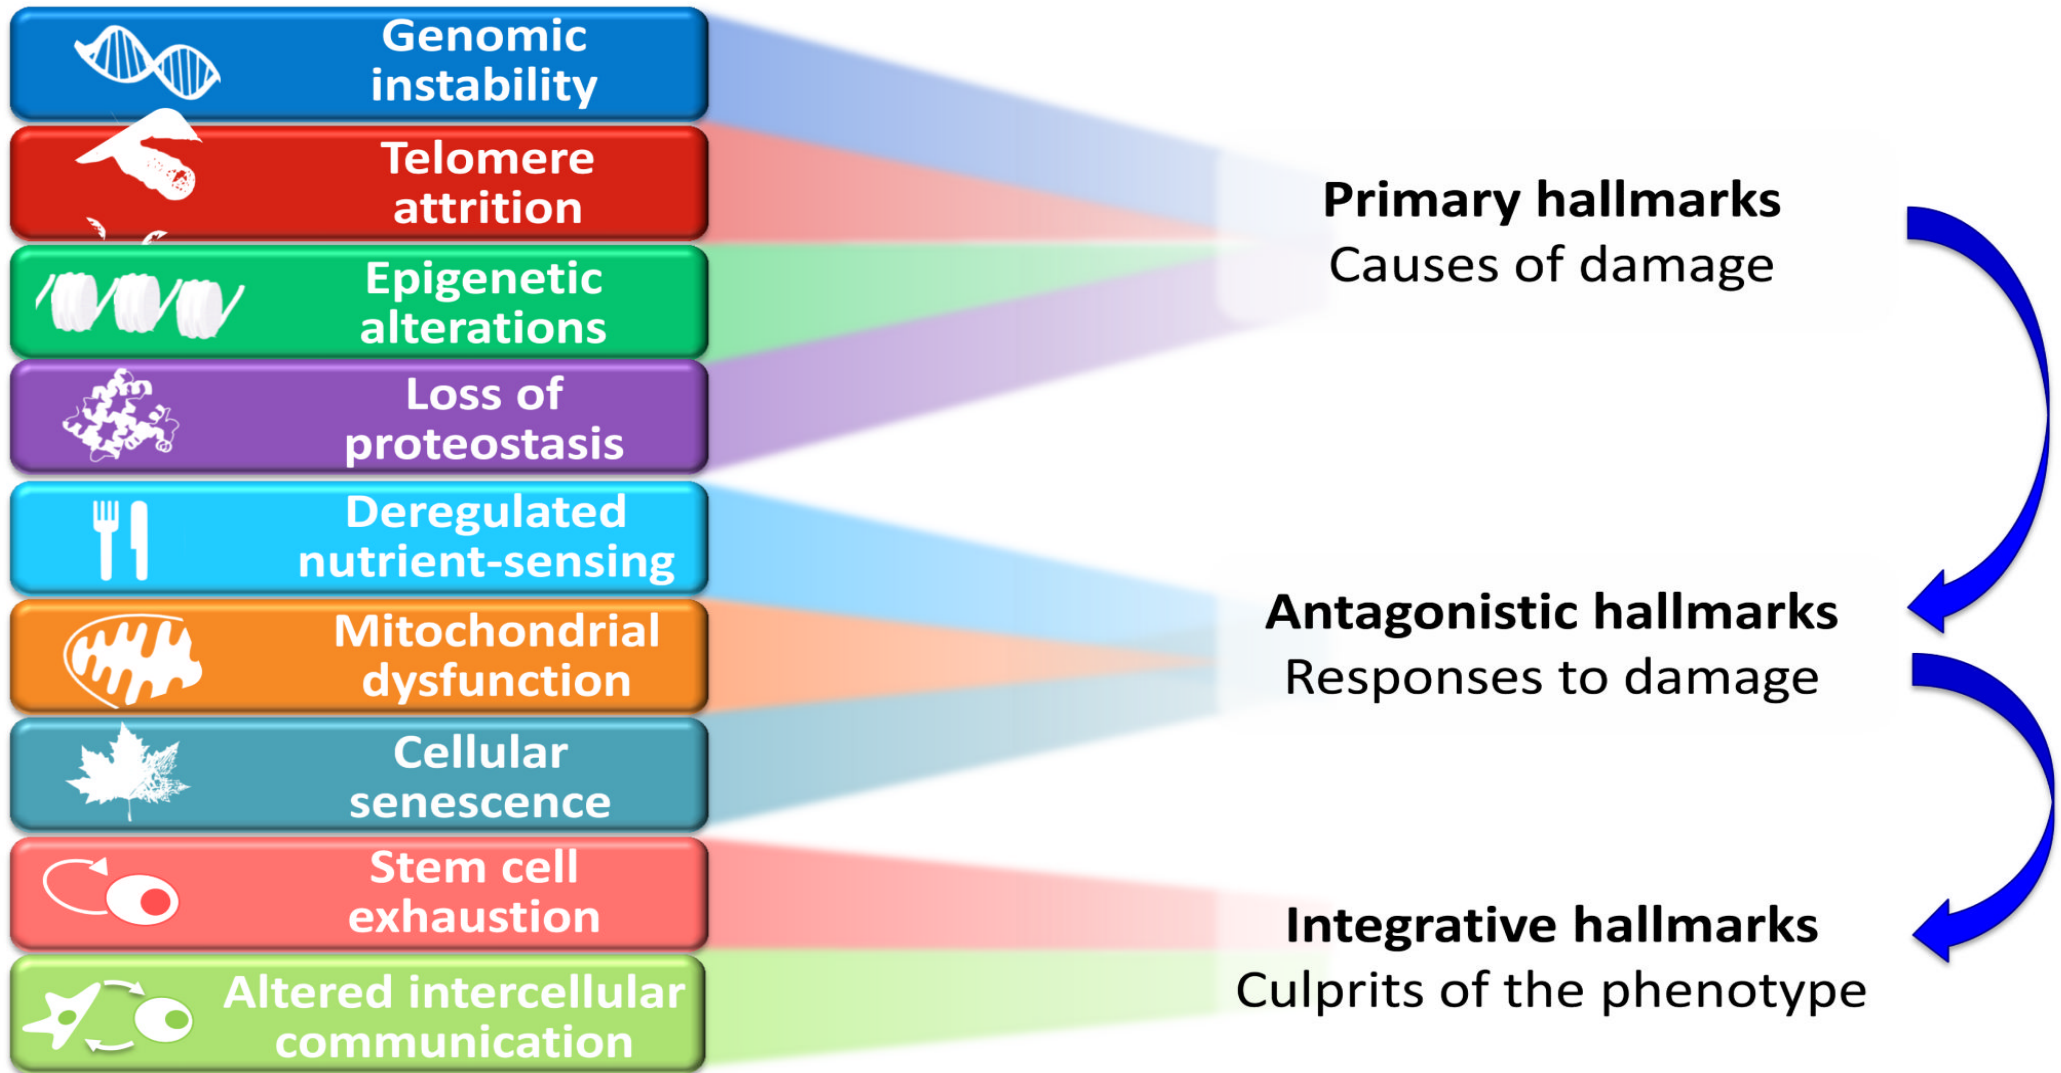 Genomic
instability
Telomere
attrition
Epigenetic
alterations
Loss of
proteostasis
Deregulated
nutrient-sensing
Mitochondrial
dysfunction
Cellular
senescence
Stem cell
exhaustion
Altered intercellular
communication
Primary hallmarks
Causes of damage
Antagonistic hallmarks
Responses to damage
Integrative hallmarks
Culprits of the phenotype